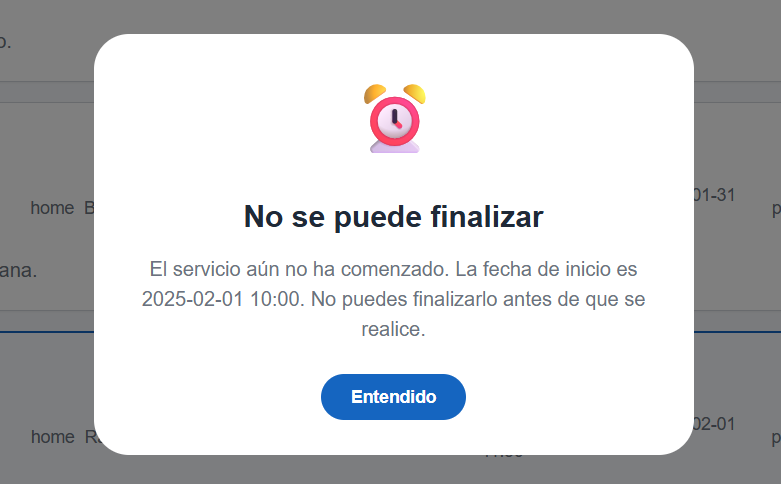 o.
01-31
home B
ana.
No se puede finalizar
El servicio aún no ha comenzado. La fecha de inicio es
2025-02-01 10:00. No puedes finalizarlo antes de que se
realice.
Entendido
02-01
home